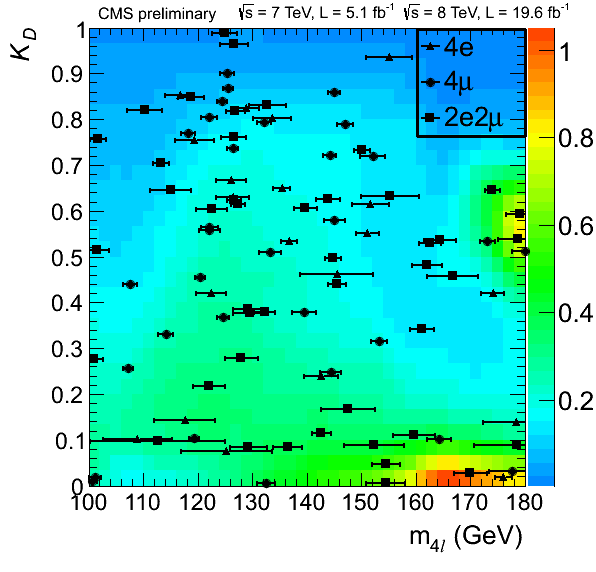 CMS preliminary √s = 7 TeV, L = 5.1 fb⁻¹ √s = 8 TeV, L = 19.6 fb⁻¹
K_D
4e
4μ
2e2μ
1
0.9
0.8
0.7
0.6
0.5
0.4
0.3
0.2
0.1
0
100 110 120 130 140 150 160 170 180
m_4l (GeV)
1
0.8
0.6
0.4
0.2